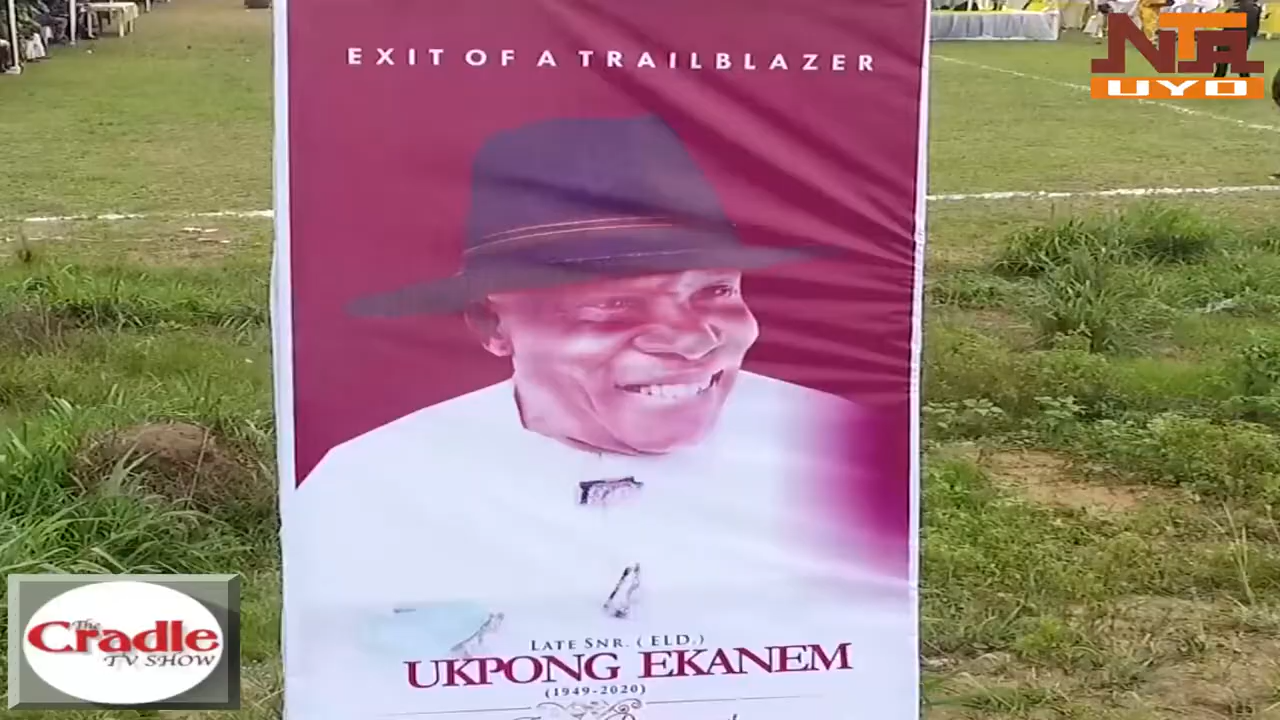 EXIT OF A TRAILBLAZER
NTA
UYO
LATE SNR. (ELD.)
UKPONG EKANEM
(1949-2020)
The Cradle
TV SHOW